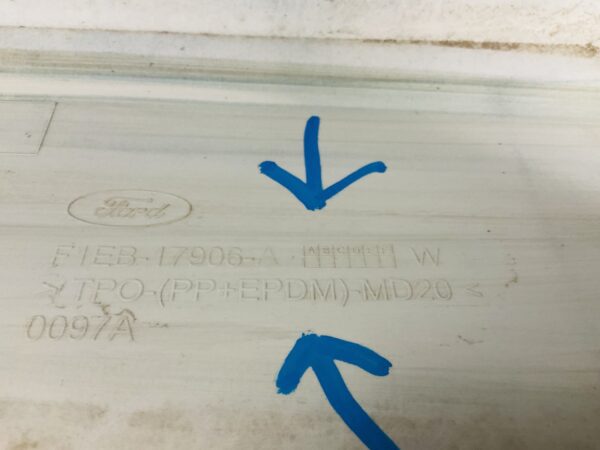 Ford
F1EB-17906-A A B C D E F W
>TPO-(PP+EPDM)-MD20<
0097A